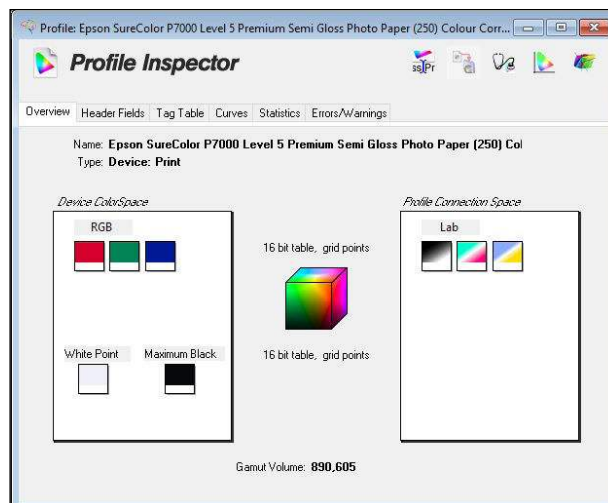 Profile: Epson SureColor P7000 Level 5 Premium Semi Gloss Photo Paper (250) Colour Corr...
Profile Inspector
ssPr
Overview Header Fields Tag Table Curves Statistics Errors/Warnings
Name: Epson SureColor P7000 Level 5 Premium Semi Gloss Photo Paper (250) Col
Type: Device: Print
Device ColorSpace Profile Connection Space
RGB Lab
16 bit table, grid points
White Point Maximum Black 16 bit table, grid points
Gamut Volume: 890,605